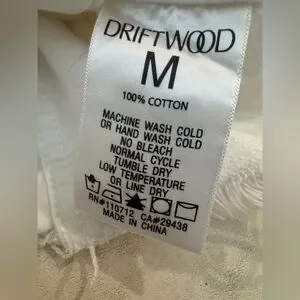 DRIFTWOOD
M
100% COTTON
MACHINE WASH COLD
OR HAND WASH COLD
NO BLEACH
NORMAL CYCLE
TUMBLE DRY
LOW TEMPERATURE
OR LINE DRY
RN#110712 CA#29438
MADE IN
CHINA